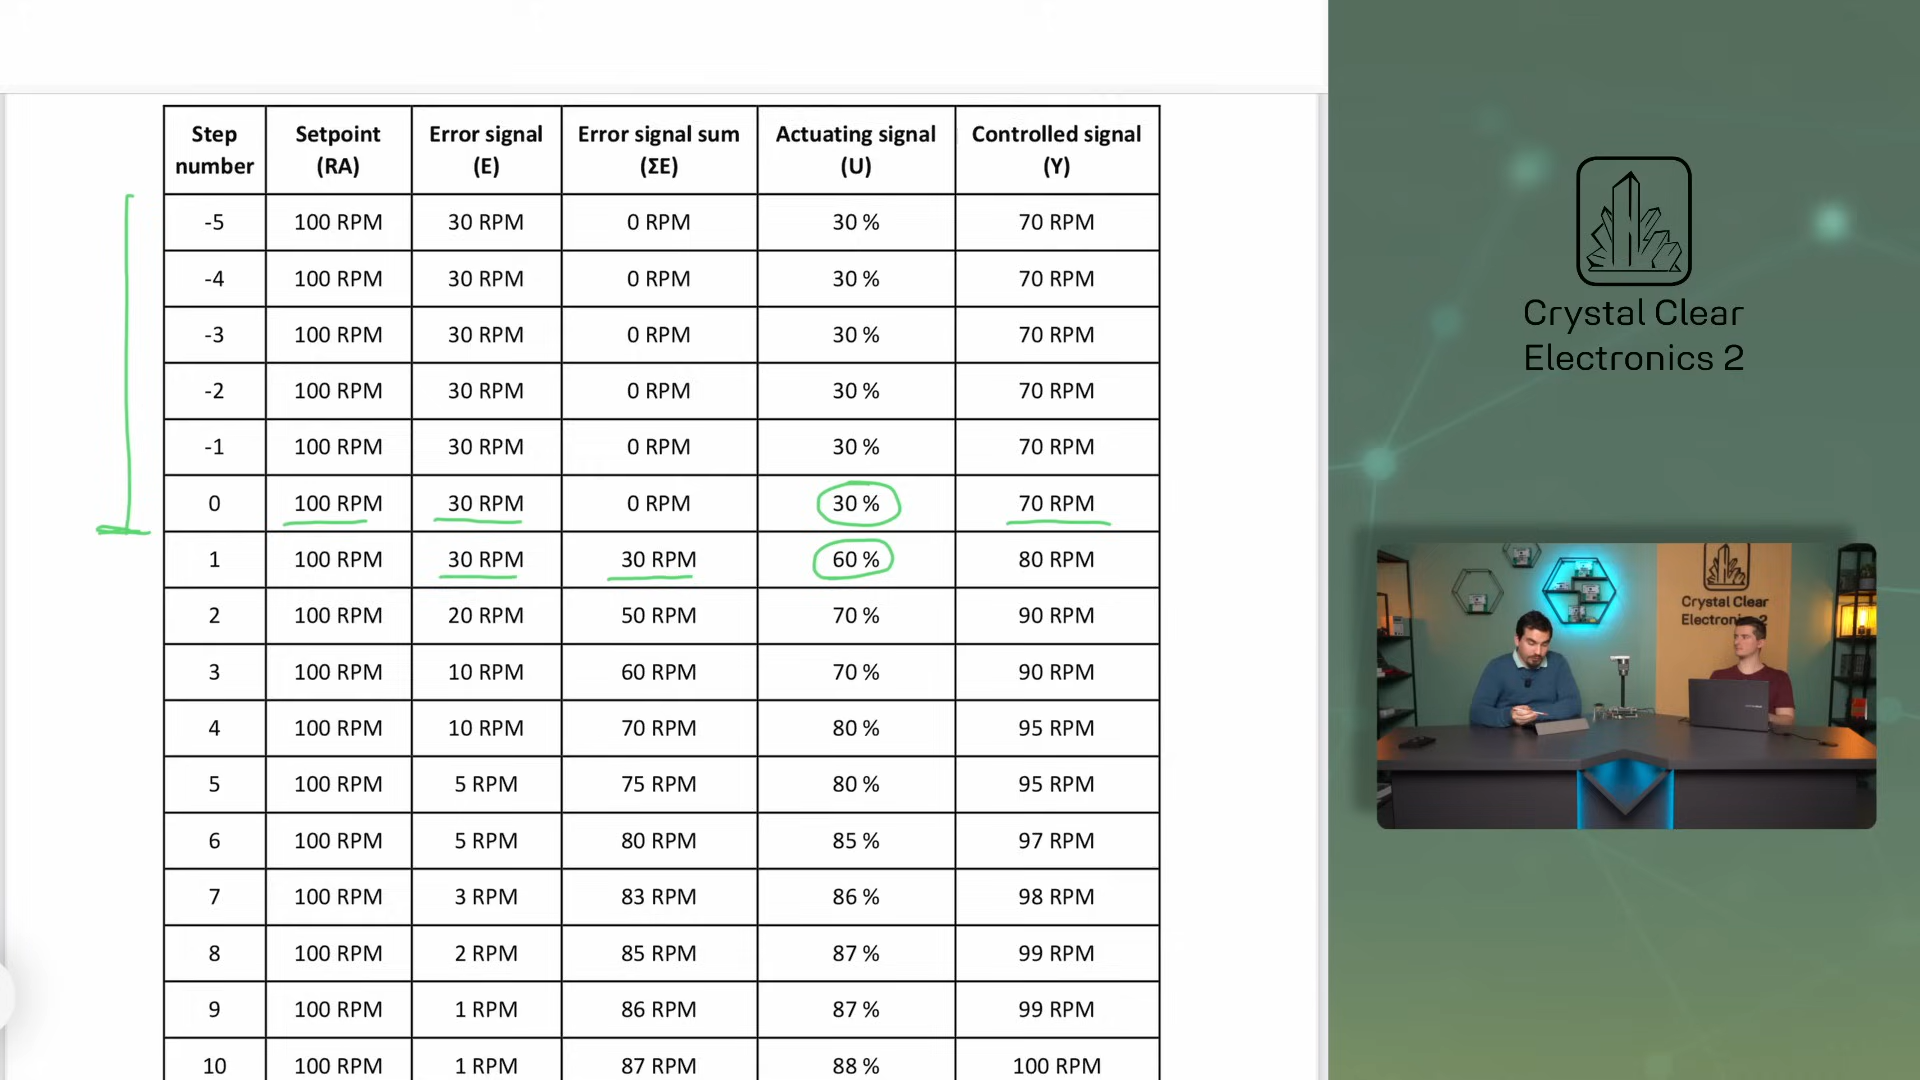 Step number Setpoint (RA) Error signal (E) Error signal sum (ΣE) Actuating signal (U) Controlled signal (Y)
-5 100 RPM 30 RPM 0 RPM 30 % 70 RPM
-4 100 RPM 30 RPM 0 RPM 30 % 70 RPM
-3 100 RPM 30 RPM 0 RPM 30 % 70 RPM
-2 100 RPM 30 RPM 0 RPM 30 % 70 RPM
-1 100 RPM 30 RPM 0 RPM 30 % 70 RPM
0 100 RPM 30 RPM 0 RPM 30 % 70 RPM
1 100 RPM 30 RPM 30 RPM 60 % 80 RPM
2 100 RPM 20 RPM 50 RPM 70 % 90 RPM
3 100 RPM 10 RPM 60 RPM 70 % 90 RPM
4 100 RPM 10 RPM 70 RPM 80 % 95 RPM
5 100 RPM 5 RPM 75 RPM 80 % 95 RPM
6 100 RPM 5 RPM 80 RPM 85 % 97 RPM
7 100 RPM 3 RPM 83 RPM 86 % 98 RPM
8 100 RPM 2 RPM 85 RPM 87 % 99 RPM
9 100 RPM 1 RPM 86 RPM 87 % 99 RPM
10 100 RPM 1 RPM 87 RPM 88 % 100 RPM
Crystal Clear
Electronics 2
Crystal Clear
Electronics 2